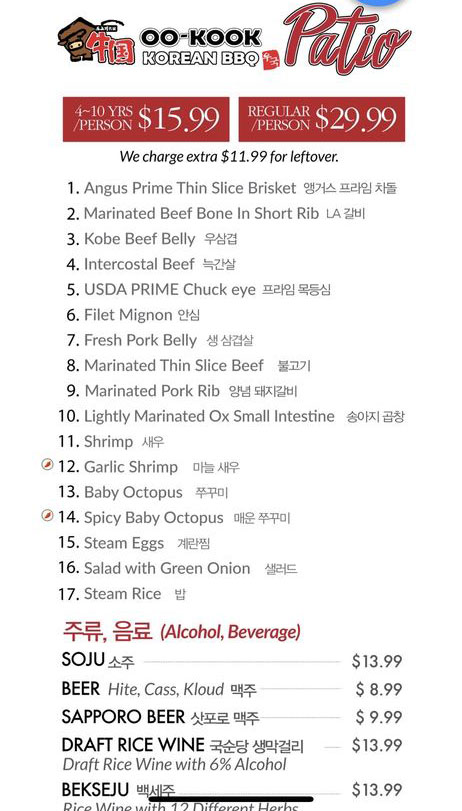 OO-KOOK
KOREAN BBQ
Patio
4~10 YRS /PERSON $15.99
REGULAR /PERSON $29.99
We charge extra $11.99 for leftover.
1. Angus Prime Thin Slice Brisket 앵거스 프라임 차돌
2. Marinated Beef Bone In Short Rib LA 갈비
3. Kobe Beef Belly 우삼겹
4. Intercostal Beef 늑간살
5. USDA PRIME Chuck eye 프라임 목등심
6. Filet Mignon 안심
7. Fresh Pork Belly 생 삼겹살
8. Marinated Thin Slice Beef 불고기
9. Marinated Pork Rib 양념 돼지갈비
10. Lightly Marinated Ox Small Intestine 송아지 곱창
11. Shrimp 새우
12. Garlic Shrimp 마늘 새우
13. Baby Octopus 쭈꾸미
14. Spicy Baby Octopus 매운 쭈꾸미
15. Steam Eggs 계란찜
16. Salad with Green Onion 샐러드
17. Steam Rice 밥
주류, 음료 (Alcohol, Beverage)
SOJU 소주 $13.99
BEER Hite, Cass, Kloud 맥주 $ 8.99
SAPPORO BEER 삿포로 맥주 $ 9.99
DRAFT RICE WINE 국순당 생막걸리 $13.99
Draft Rice Wine with 6% Alcohol
BEKSEJU 백세주 $13.99
Rice Wine with 12 Different Herbs